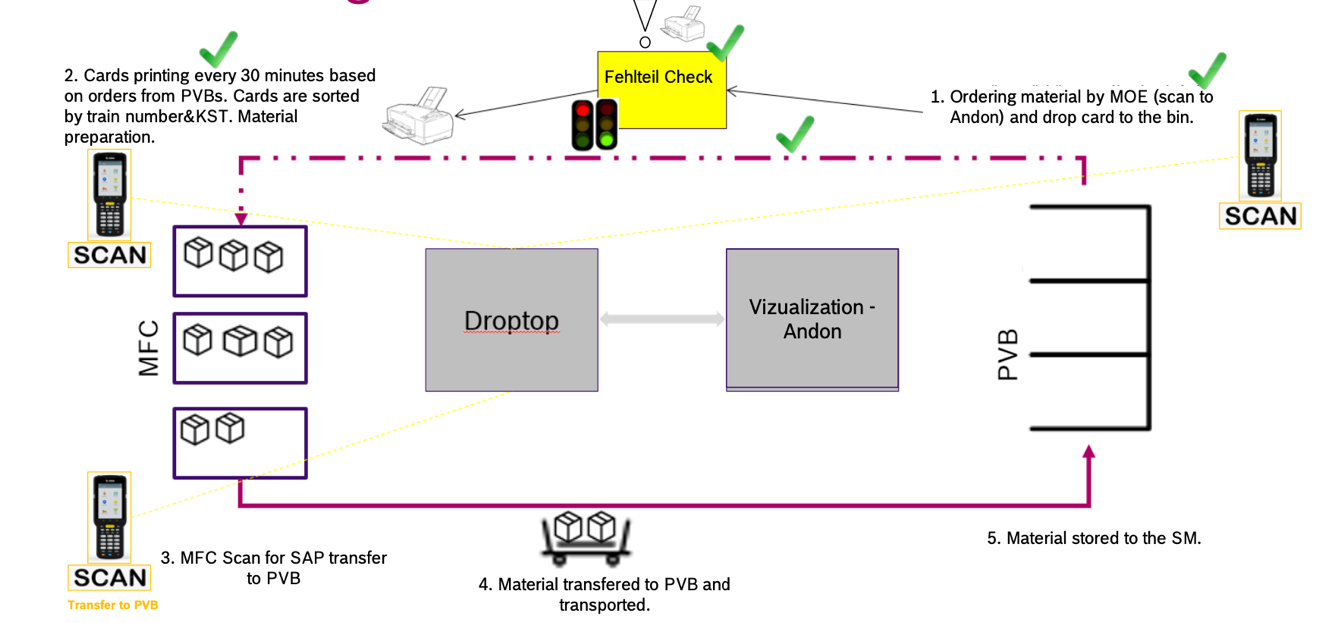 2. Cards printing every 30 minutes based
on orders from PVBs. Cards are sorted
by train number&KST. Material
preparation.
Fehlteil Check
1. Ordering material by MOE (scan to
Andon) and drop card to the bin.
SCAN
SCAN
MFC
Droptop
Vizualization -
Andon
PVB
SCAN
Transfer to PVB
3. MFC Scan for SAP transfer
to PVB
4. Material transfered to PVB and
transported.
5. Material stored to the SM.